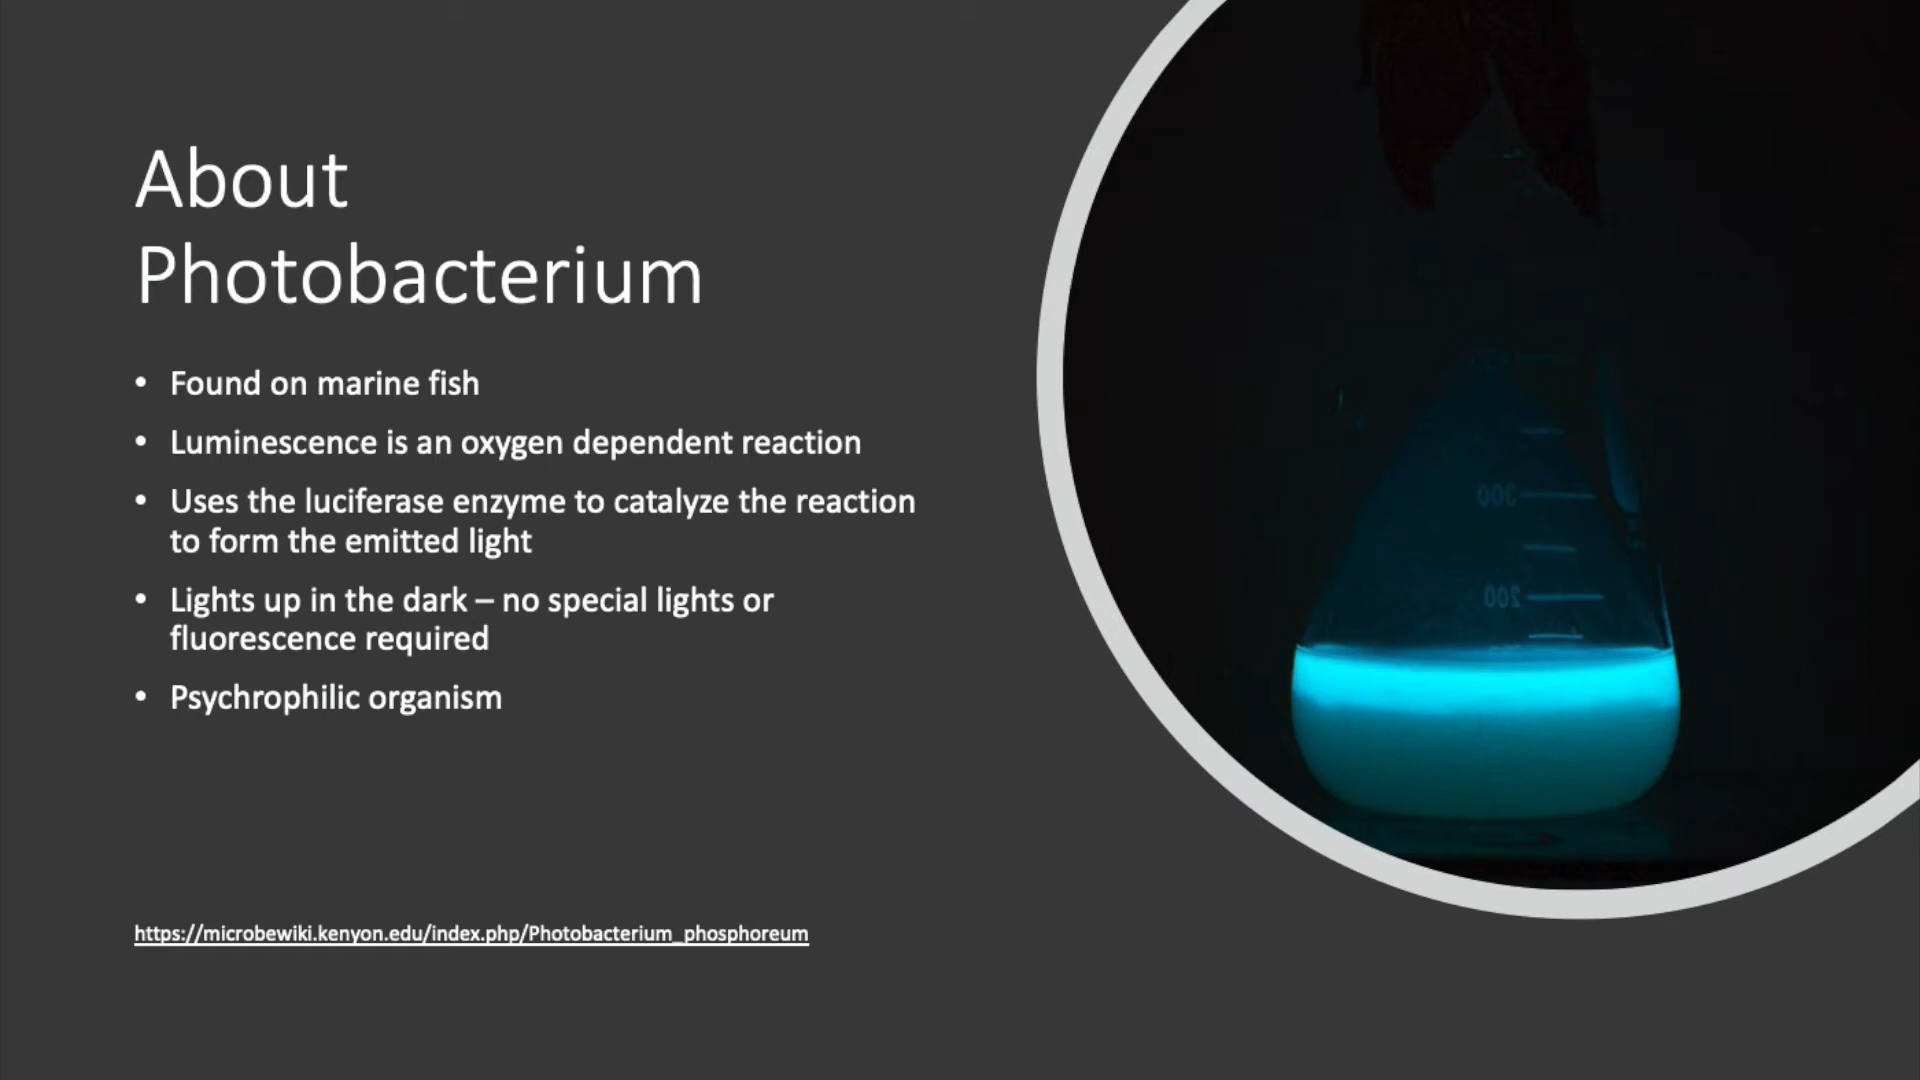 About
Photobacterium
• Found on marine fish
• Luminescence is an oxygen dependent reaction
• Uses the luciferase enzyme to catalyze the reaction
to form the emitted light
• Lights up in the dark – no special lights or
fluorescence required
• Psychrophilic organism
https://microbewiki.kenyon.edu/index.php/Photobacterium_phosphoreum
300
200